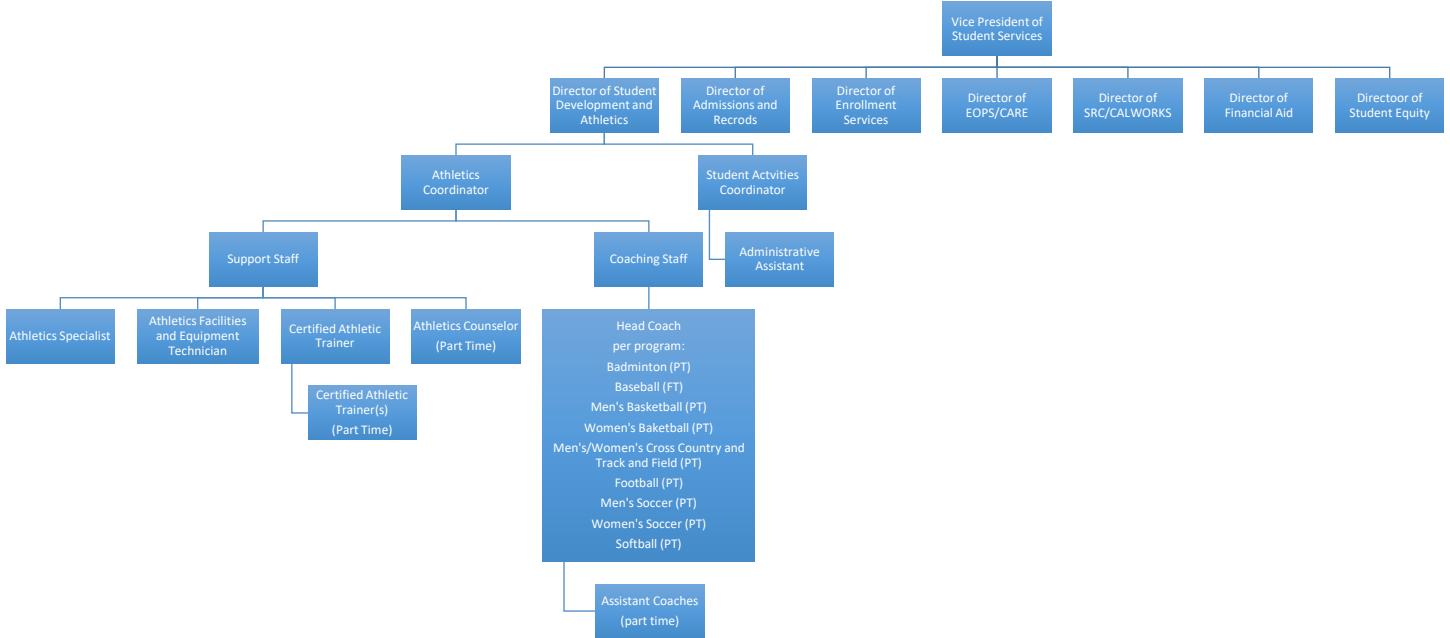 Vice President of
Student Services
Director of Student
Development and
Athletics
Director of
Admissions and
Recrods
Director of
Enrollment
Services
Director of
EOPS/CARE
Director of
SRC/CALWORKS
Director of
Financial Aid
Directoor of
Student Equity
Athletics
Coordinator
Student Actvities
Coordinator
Support Staff
Coaching Staff
Administrative
Assistant
Athletics Specialist
Athletics Facilities
and Equipment
Technician
Certified Athletic
Trainer
Athletics Counselor
(Part Time)
Certified Athletic
Trainer(s)
(Part Time)
Head Coach
per program:
Badminton (PT)
Baseball (FT)
Men's Basketball (PT)
Women's Baketball (PT)
Men's/Women's Cross Country and
Track and Field (PT)
Football (PT)
Men's Soccer (PT)
Women's Soccer (PT)
Softball (PT)
Assistant Coaches
(part time)